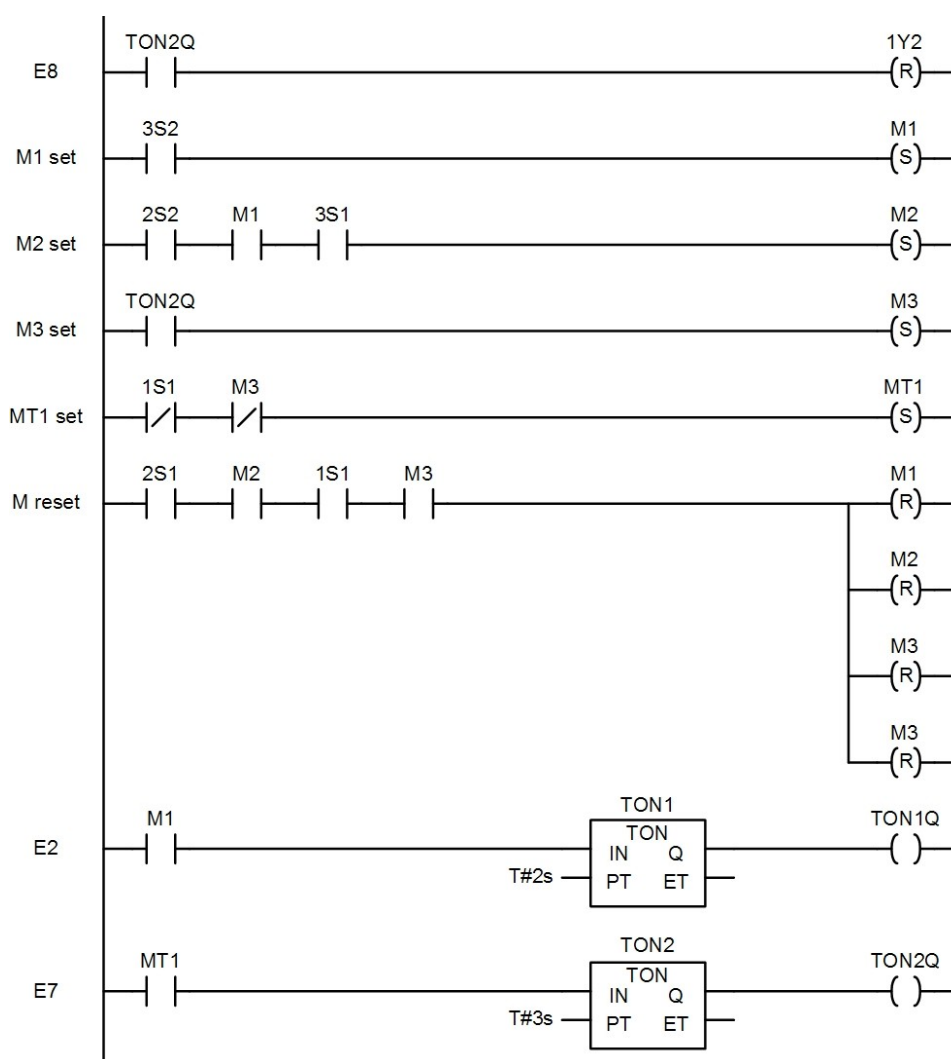 TON2Q 1Y2
E8 R
3S2 M1
M1 set S
2S2 M1 3S1 M2
M2 set S
TON2Q M3
M3 set S
1S1 M3 MT1
MT1 set S
2S1 M2 1S1 M3 M1
M reset R
M2
R
M3
R
M3
R
TON1
M1 TON TON1Q
E2 IN Q
T#2s PT ET
TON2
MT1 TON TON2Q
E7 IN Q
T#3s PT ET